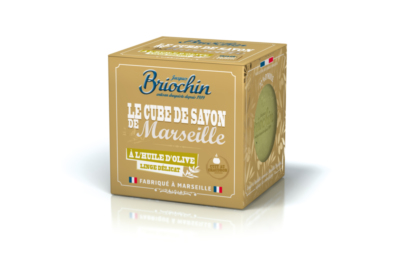 Jacques
Briochin
LE CUBE DE SAVON
DE Marseille
À L'HUILE D'OLIVE
LINGE DÉLICAT
FABRIQUÉ À MARSEILLE